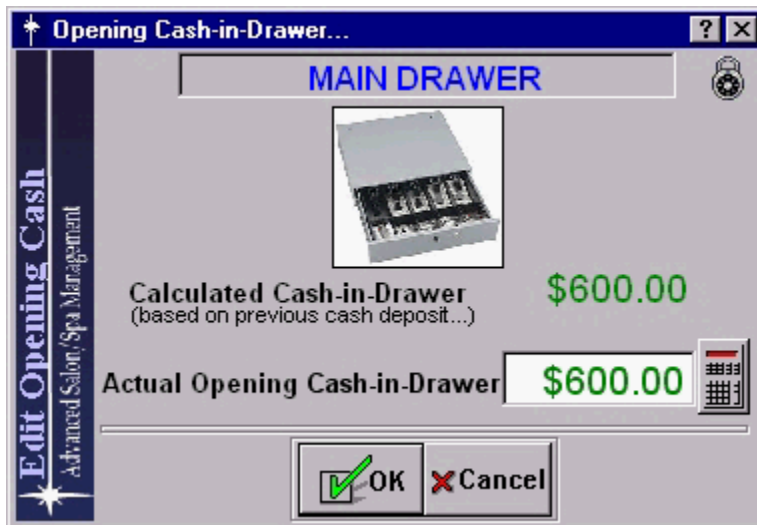 Opening Cash-in-Drawer...
MAIN DRAWER
Edit Opening Cash
Advanced Salon/Spa Management
Calculated Cash-in-Drawer
$600.00
(based on previous cash deposit...)
Actual Opening Cash-in-Drawer
$600.00
OK
Cancel